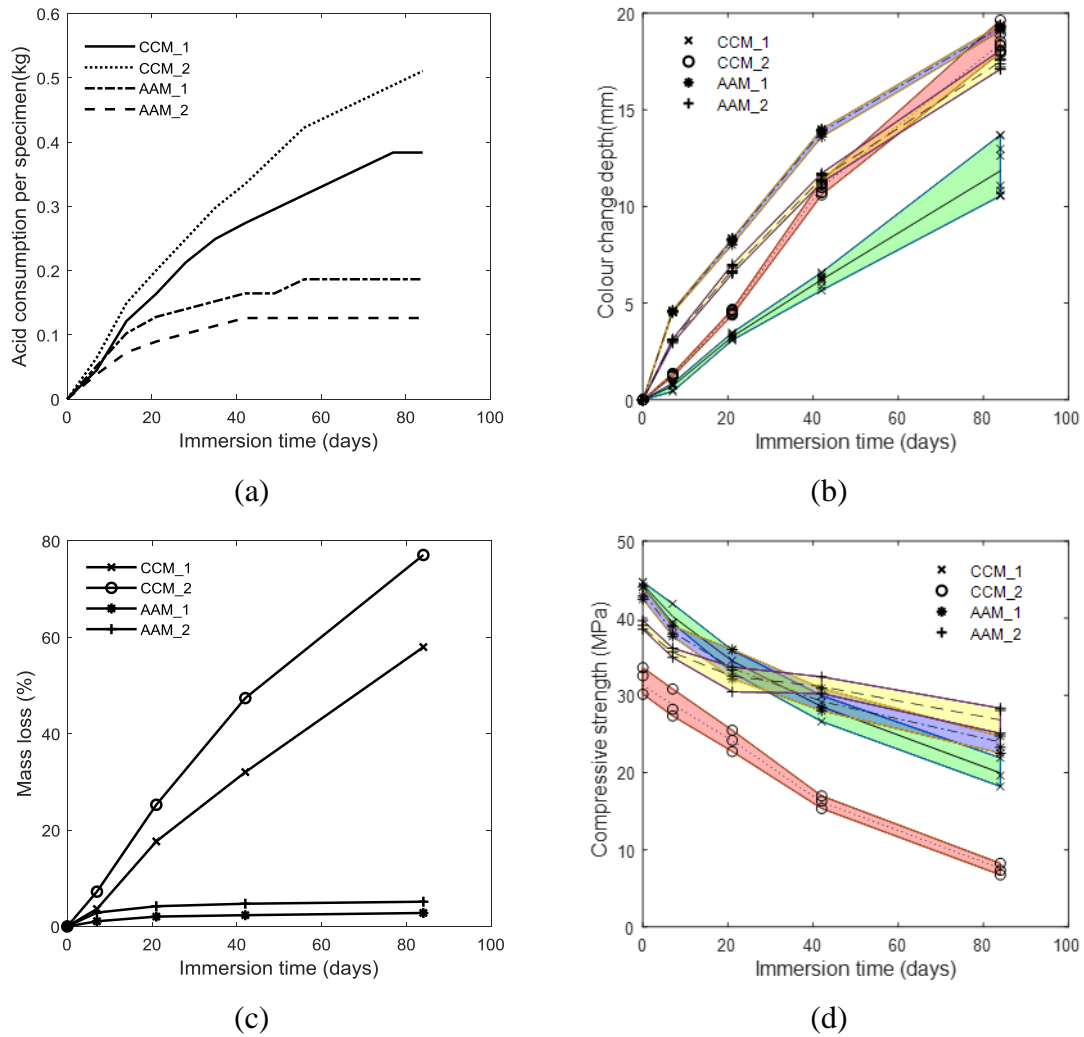 0.6
0.5
0.4
0.3
0.2
0.1
0
0 20 40 60 80 100
Acid consumption per specimen(kg)
Immersion time (days)
CCM_1
CCM_2
AAM_1
AAM_2
(a)
20
15
10
5
0
0 20 40 60 80 100
Colour change depth(mm)
Immersion time (days)
CCM_1
CCM_2
AAM_1
AAM_2
(b)
80
60
40
20
0
0 20 40 60 80 100
Mass loss (%)
Immersion time (days)
CCM_1
CCM_2
AAM_1
AAM_2
(c)
50
40
30
20
10
0
0 20 40 60 80 100
Compressive strength (MPa)
Immersion time (days)
CCM_1
CCM_2
AAM_1
AAM_2
(d)